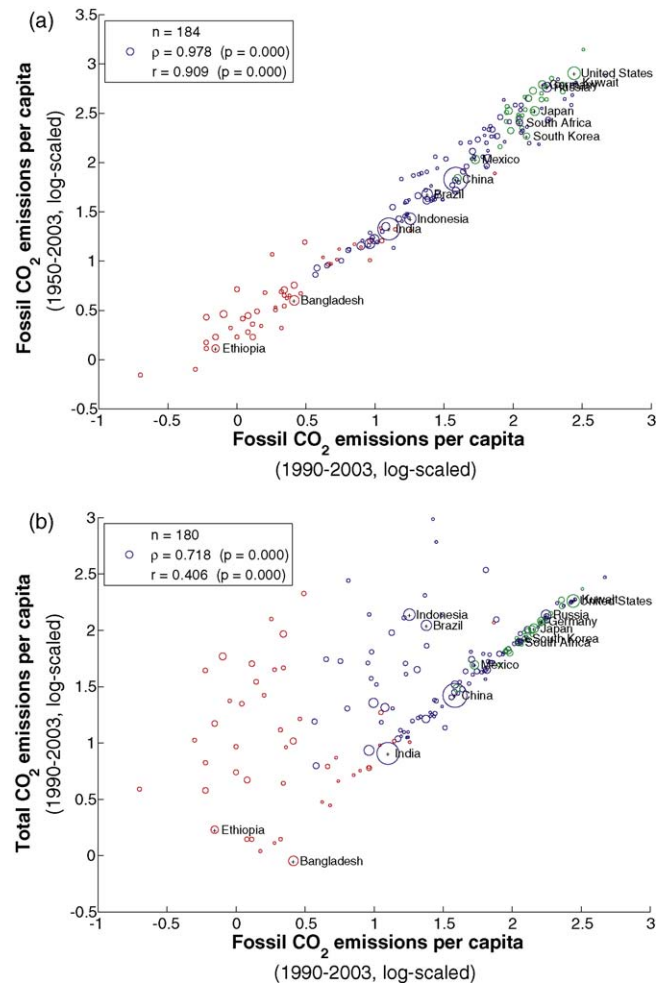 (a)
n = 184
ρ = 0.978 (p = 0.000)
r = 0.909 (p = 0.000)
3.5
3
2.5
2
1.5
1
0.5
0
-0.5
Fossil CO2 emissions per capita
(1950-2003, log-scaled)
United States
Kuwait
Russia
Japan
South Africa
South Korea
Mexico
China
Brazil
Indonesia
India
Bangladesh
Ethiopia
-1 -0.5 0 0.5 1 1.5 2 2.5 3
Fossil CO2 emissions per capita
(1990-2003, log-scaled)
(b)
n = 180
ρ = 0.718 (p = 0.000)
r = 0.406 (p = 0.000)
3
2.5
2
1.5
1
0.5
0
-0.5
Total CO2 emissions per capita
(1990-2003, log-scaled)
Kuwait
United States
Indonesia
Russia
Brazil
Germany
Japan
South Korea
South Africa
Mexico
China
India
Ethiopia
Bangladesh
-1 -0.5 0 0.5 1 1.5 2 2.5 3
Fossil CO2 emissions per capita
(1990-2003, log-scaled)